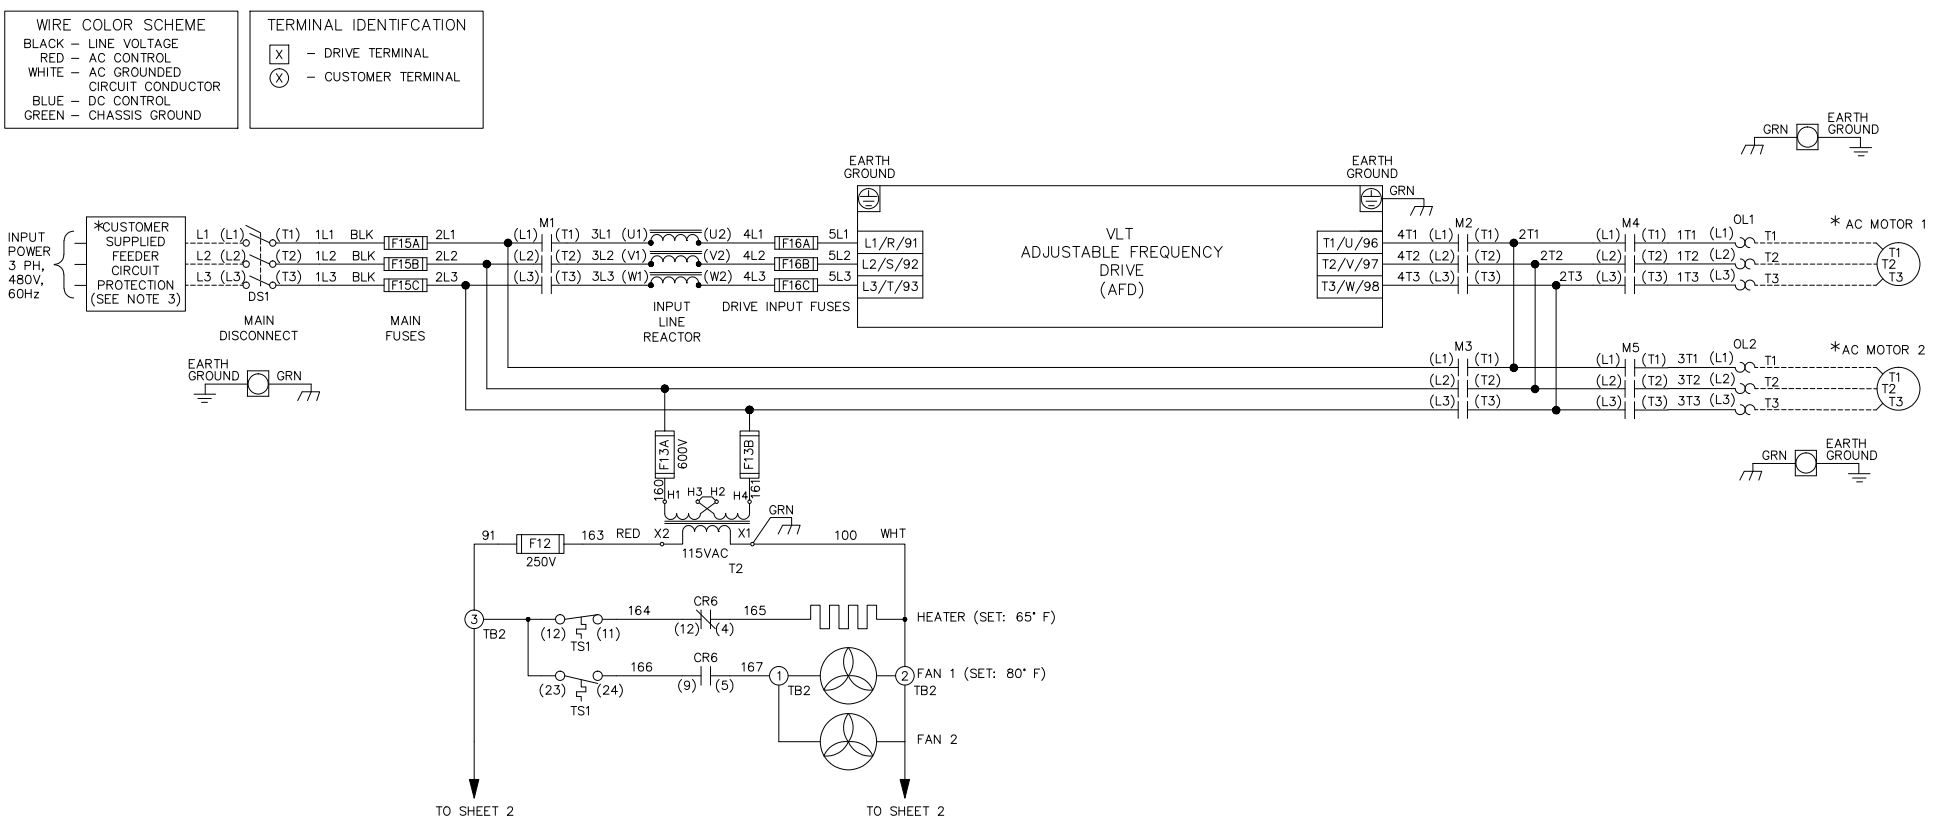 WIRE COLOR SCHEME
BLACK – LINE VOLTAGE
RED – AC CONTROL
WHITE – AC GROUNDED
CIRCUIT CONDUCTOR
BLUE – DC CONTROL
GREEN – CHASSIS GROUND
TERMINAL IDENTIFCATION
X – DRIVE TERMINAL
X – CUSTOMER TERMINAL
GRN
EARTH
GROUND
EARTH
GROUND
EARTH
GROUND
GRN
INPUT
POWER
3 PH,
480V,
60Hz
*CUSTOMER
SUPPLIED
FEEDER
CIRCUIT
PROTECTION
(SEE NOTE 3)
L1 (L1) (T1) 1L1 BLK F15A 2L1 (L1) M1 (T1) 3L1 (U1) (U2) 4L1 F16A 5L1 L1/R/91
L2 (L2) 1L2 BLK F15B 2L2 (L2) (T2) 3L2 (V1) (V2) 4L2 F16B 5L2 L2/S/92
L3 (L3) (T3) 1L3 BLK F15C 2L3 (L3) (T3) 3L3 (W1) (W2) 4L3 F16C 5L3 L3/T/93
DS1
MAIN
DISCONNECT
MAIN
FUSES
INPUT
LINE
REACTOR
DRIVE INPUT FUSES
VLT
ADJUSTABLE FREQUENCY
DRIVE
(AFD)
T1/U/96 4T1 (L1) M2 (T1) 2T1 (L1) M4 (T1) 1T1 (L1) OL1 T1
T2/V/97 4T2 (L2) (T2) 2T2 (L2) (T2) 1T2 (L2) T2
T3/W/98 4T3 (L3) (T3) 2T3 (L3) (T3) 1T3 (L3) T3
* AC MOTOR 1
T1
T2
T3
EARTH
GROUND
GRN
M3 M5 OL2
(L1) (T1) (L1) (T1) 3T1 (L1) T1
(L2) (T2) (L2) (T2) 3T2 (L2) T2
(L3) (T3) (L3) (T3) 3T3 (L3) T3
*AC MOTOR 2
T1
T2
T3
GRN
EARTH
GROUND
F13A
600V
F13B
160
161
H1 H3 H2 H4
GRN
91 F12 163 RED X2 X1 100 WHT
250V
115VAC
T2
3
TB2
(12) (11)
TS1
164
CR6
(12) (4)
165
HEATER (SET: 65° F)
(23) (24)
TS1
166
CR6
(9) (5)
167
1
TB2
2
TB2
FAN 1 (SET: 80° F)
FAN 2
TO SHEET 2
TO SHEET 2